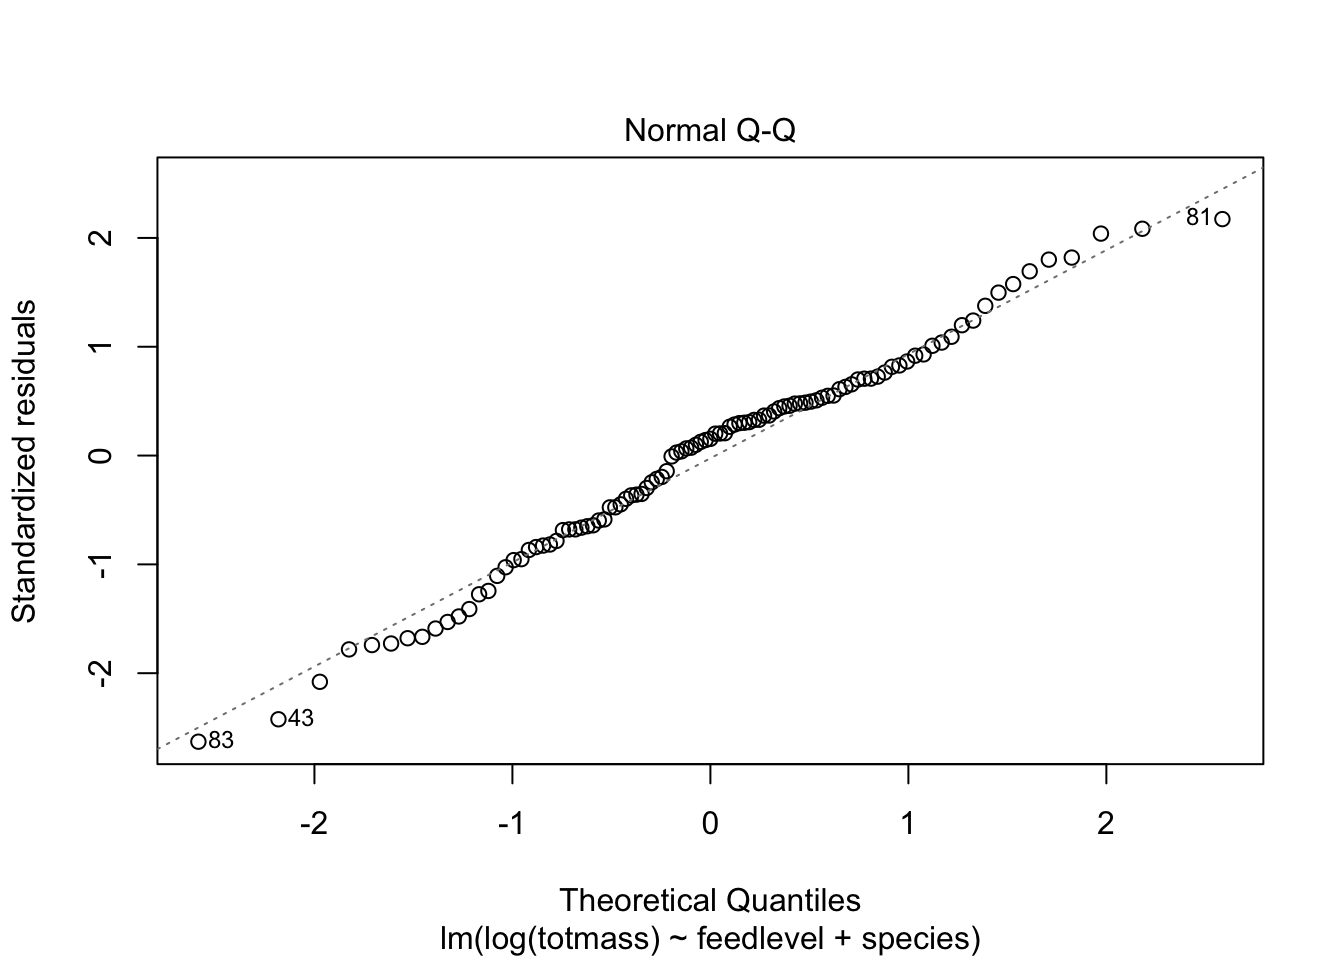 Normal Q-Q
Standardized residuals
2
1
0
-1
-2
81
43
83
-2 -1 0 1 2
Theoretical Quantiles
lm(log(totmass) ~ feedlevel + species)